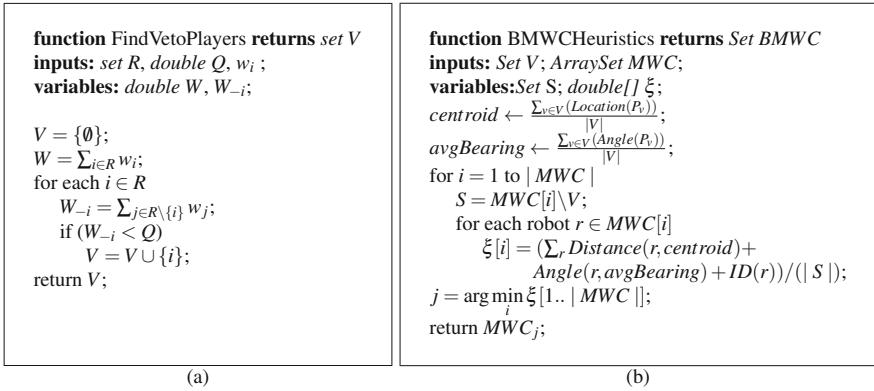 function FindVetoPlayers returns set V
inputs: set R, double Q, w_i ;
variables: double W, W_{−i};
V = {∅};
W = ∑_{i∈R} w_i;
for each i ∈ R
W_{−i} = ∑_{j∈R\{i}} w_j;
if (W_{−i} < Q)
V = V ∪ {i};
return V;
(a)
function BMWCHeuristics returns Set BMWC
inputs: Set V; ArraySet MWC;
variables:Set S; double[] ξ;
centroid ← ∑_{v∈V}(Location(P_v)) / |V|;
avgBearing ← ∑_{v∈V}(Angle(P_v)) / |V|;
for i = 1 to | MWC |
S = MWC[i]\V;
for each robot r ∈ MWC[i]
ξ[i] = (∑_r Distance(r,centroid)+
Angle(r,avgBearing) + ID(r))/(| S |);
j = arg min_i ξ[1.. | MWC |];
return MWC_j;
(b)